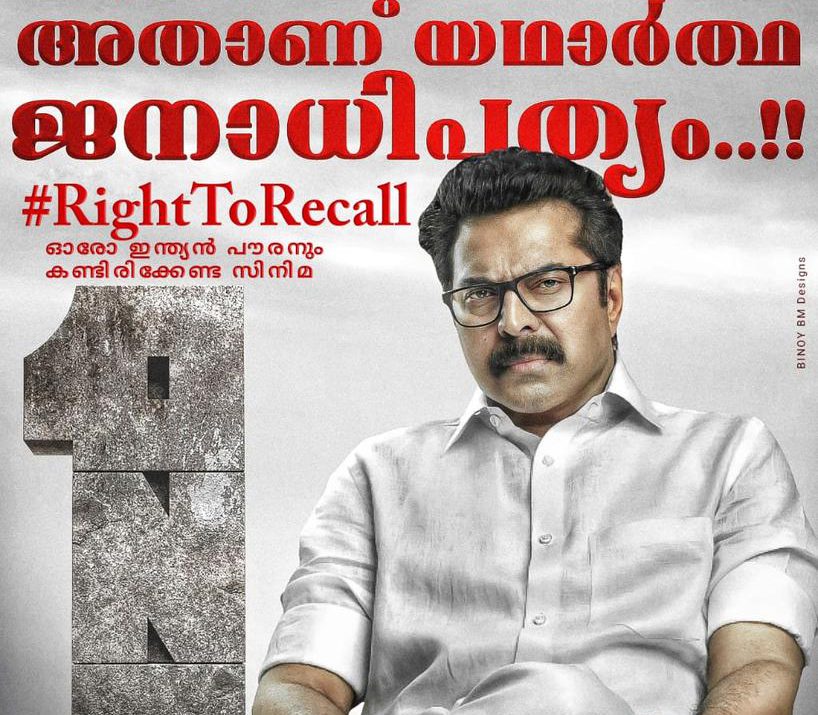 അതാണ് യഥാർത്ഥ
ജനാധിപത്യം..!!
#RightToRecall
ഓരോ ഇന്ത്യൻ പൗരനും
കണ്ടിരിക്കേണ്ട സിനിമ
BINOY BM Designs